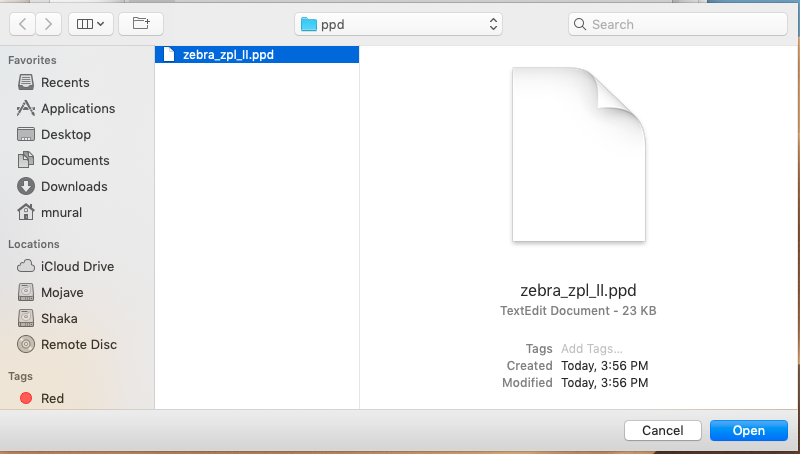 ppd
Search
Favorites
Recents
Applications
Desktop
Documents
Downloads
mnural
Locations
iCloud Drive
Mojave
Shaka
Remote Disc
Tags
Red
zebra_zpl_ll.ppd
zebra_zpl_ll.ppd
TextEdit Document - 23 KB
Tags Add Tags...
Created Today, 3:56 PM
Modified Today, 3:56 PM
Cancel Open